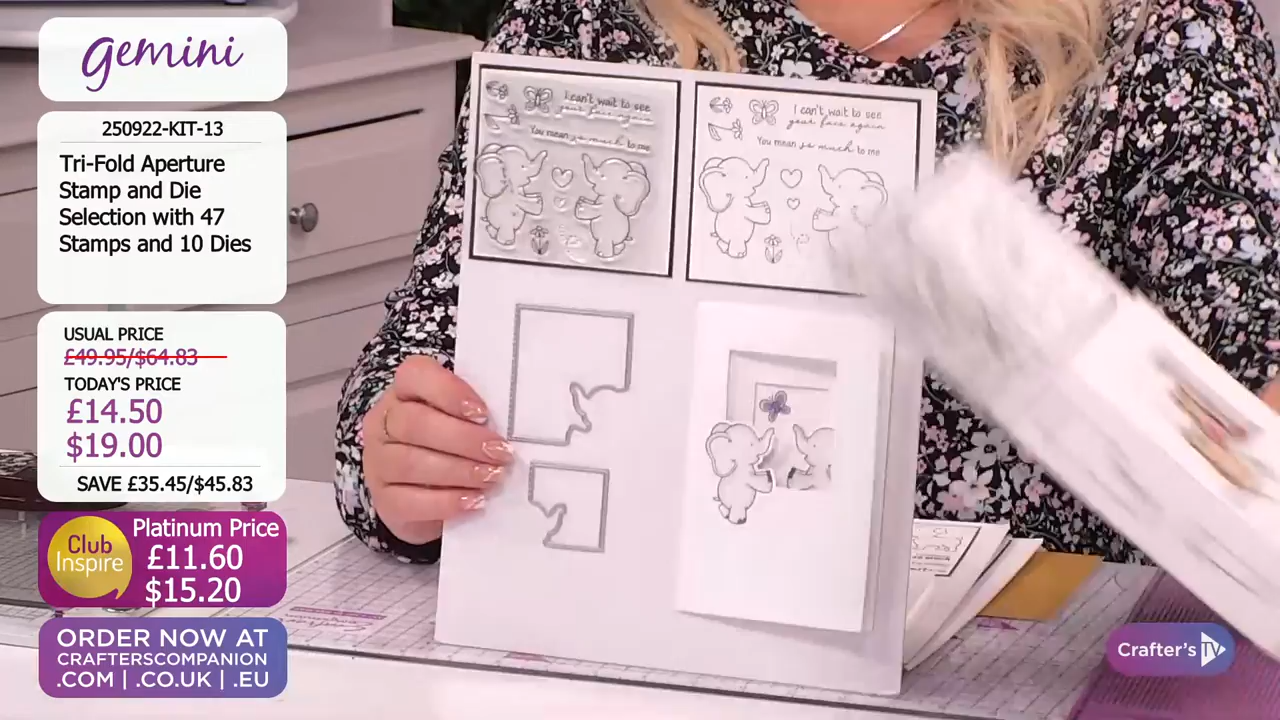 gemini
250922-KIT-13
Tri-Fold Aperture
Stamp and Die
Selection with 47
Stamps and 10 Dies
USUAL PRICE
£49.95/$64.83
TODAY'S PRICE
£14.50
$19.00
SAVE £35.45/$45.83
Club
Inspire
Platinum Price
£11.60
$15.20
ORDER NOW AT
CRAFTERSCOMPANION
.COM | .CO.UK | .EU
I can't wait to see
your face again
You mean so much to me
I can't wait to see
your face again
You mean so much to me
Crafter's TV